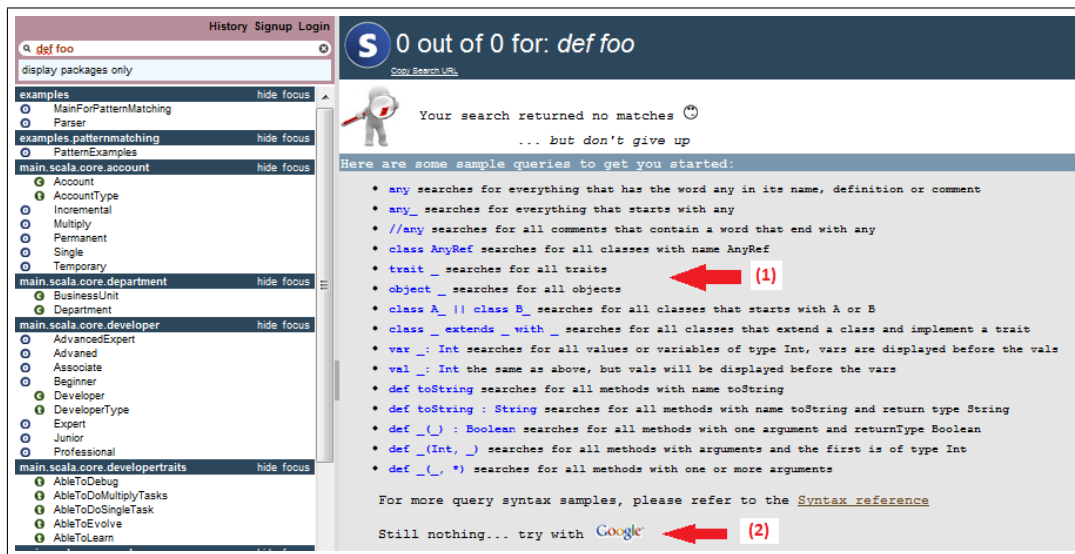 History Signup Login
def foo
display packages only
examples hide focus
MainForPatternMatching
Parser
examples.patternmatching hide focus
PatternExamples
main.scala.core.account hide focus
Account
AccountType
Incremental
Multiply
Permanent
Single
Temporary
main.scala.core.department hide focus
BusinessUnit
Department
main.scala.core.developer hide focus
AdvancedExpert
Advaned
Associate
Beginner
Developer
DeveloperType
Expert
Junior
Professional
main.scala.core.developertraits hide focus
AbleToDebug
AbleToDoMultiplyTasks
AbleToDoSingleTask
AbleToEvolve
AbleToLearn
S 0 out of 0 for: def foo
Copy Search URL
Your search returned no matches
... but don't give up
Here are some sample queries to get you started:
• any searches for everything that has the word any in its name, definition or comment
• any_ searches for everything that starts with any
• //any searches for all comments that contain a word that end with any
• class AnyRef searches for all classes with name AnyRef
• trait _ searches for all traits
(1)
• object _ searches for all objects
• class A_ || class B_ searches for all classes that starts with A or B
• class _ extends _ with _ searches for all classes that extend a class and implement a trait
• var _: Int searches for all values or variables of type Int, vars are displayed before the vals
• val _: Int the same as above, but vals will be displayed before the vars
• def toString searches for all methods with name toString
• def toString : String searches for all methods with name toString and return type String
• def _(_) : Boolean searches for all methods with one argument and returnType Boolean
• def _(Int, _) searches for all methods with arguments and the first is of type Int
• def _(_, *) searches for all methods with one or more arguments
For more query syntax samples, please refer to the Syntax reference
Still nothing... try with Google (2)